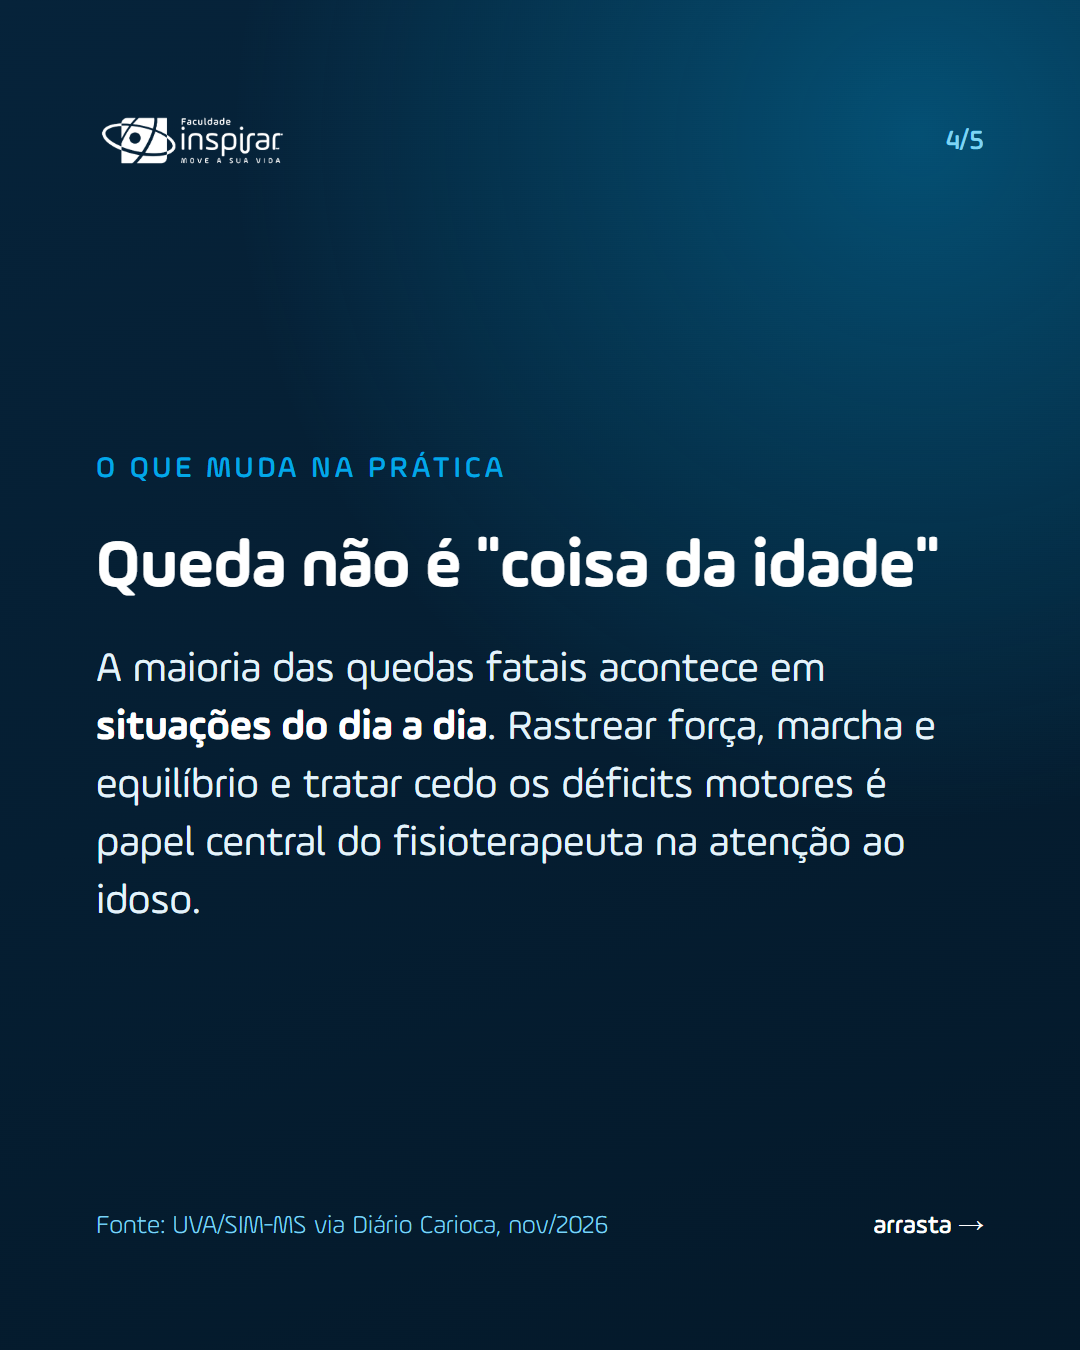 Faculdade
inspirar
MOVE A SUA VIDA
4/5
O QUE MUDA NA PRÁTICA
Queda não é "coisa da idade"
A maioria das quedas fatais acontece em
situações do dia a dia. Rastrear força, marcha e
equilíbrio e tratar cedo os déficits motores é
papel central do fisioterapeuta na atenção ao
idoso.
Fonte: UVA/SIM-MS via Diário Carioca, nov/2026
arrasta →